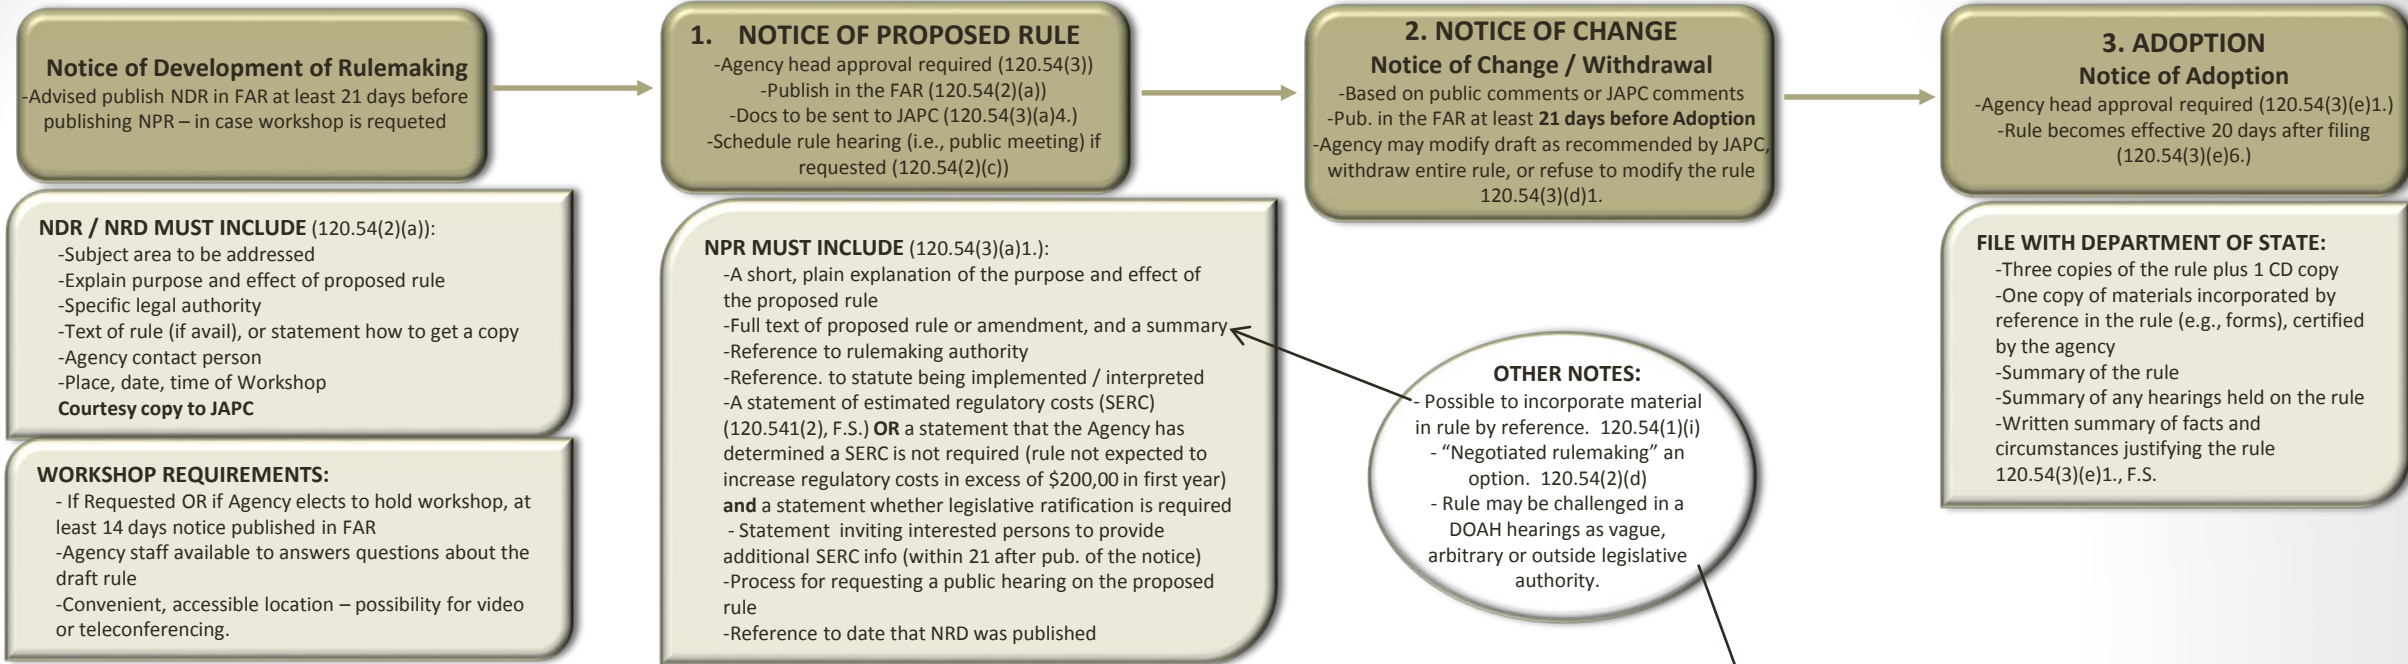 Notice of Development of Rulemaking
-Advised publish NDR in FAR at least 21 days before
publishing NPR – in case workshop is requeted
NDR / NRD MUST INCLUDE (120.54(2)(a)):
-Subject area to be addressed
-Explain purpose and effect of proposed rule
-Specific legal authority
-Text of rule (if avail), or statement how to get a copy
-Agency contact person
-Place, date, time of Workshop
Courtesy copy to JAPC
WORKSHOP REQUIREMENTS:
- If Requested OR if Agency elects to hold workshop, at
least 14 days notice published in FAR
-Agency staff available to answers questions about the
draft rule
-Convenient, accessible location – possibility for video
or teleconferencing.
1. NOTICE OF PROPOSED RULE
-Agency head approval required (120.54(3))
-Publish in the FAR (120.54(2)(a))
-Docs to be sent to JAPC (120.54(3)(a)4.)
-Schedule rule hearing (i.e., public meeting) if
requested (120.54(2)(c))
NPR MUST INCLUDE (120.54(3)(a)1.):
-A short, plain explanation of the purpose and effect of
the proposed rule
-Full text of proposed rule or amendment, and a summary
-Reference to rulemaking authority
-Reference. to statute being implemented / interpreted
-A statement of estimated regulatory costs (SERC)
(120.541(2), F.S.) OR a statement that the Agency has
determined a SERC is not required (rule not expected to
increase regulatory costs in excess of $200,00 in first year)
and a statement whether legislative ratification is required
- Statement inviting interested persons to provide
additional SERC info (within 21 after pub. of the notice)
-Process for requesting a public hearing on the proposed
rule
-Reference to date that NRD was published
2. NOTICE OF CHANGE
Notice of Change / Withdrawal
-Based on public comments or JAPC comments
-Pub. in the FAR at least 21 days before Adoption
-Agency may modify draft as recommended by JAPC,
withdraw entire rule, or refuse to modify the rule
120.54(3)(d)1.
OTHER NOTES:
- Possible to incorporate material
in rule by reference. 120.54(1)(i)
- “Negotiated rulemaking” an
option. 120.54(2)(d)
- Rule may be challenged in a
DOAH hearings as vague,
arbitrary or outside legislative
authority.
3. ADOPTION
Notice of Adoption
-Agency head approval required (120.54(3)(e)1.)
-Rule becomes effective 20 days after filing
(120.54(3)(e)6.)
FILE WITH DEPARTMENT OF STATE:
-Three copies of the rule plus 1 CD copy
-One copy of materials incorporated by
reference in the rule (e.g., forms), certified
by the agency
-Summary of the rule
-Summary of any hearings held on the rule
-Written summary of facts and
circumstances justifying the rule
120.54(3)(e)1., F.S.